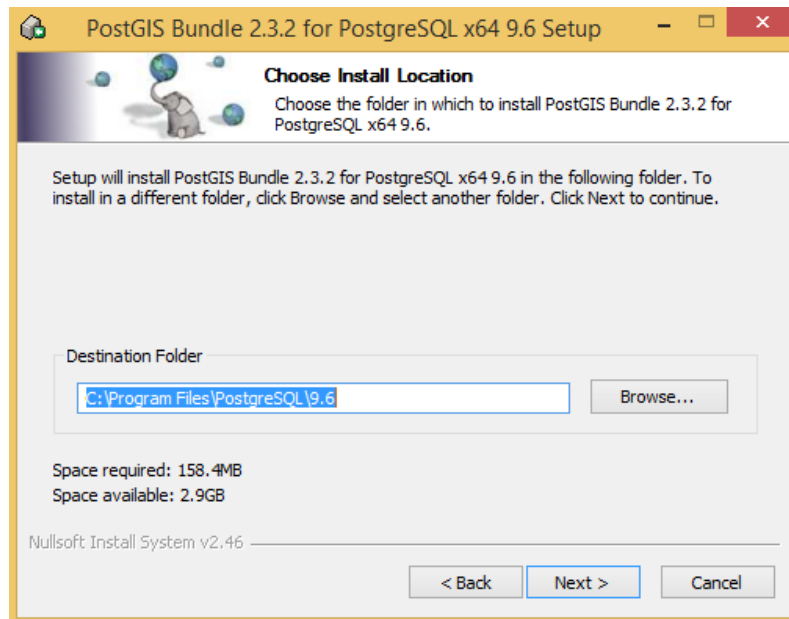 PostGIS Bundle 2.3.2 for PostgreSQL x64 9.6 Setup
Choose Install Location
Choose the folder in which to install PostGIS Bundle 2.3.2 for
PostgreSQL x64 9.6.
Setup will install PostGIS Bundle 2.3.2 for PostgreSQL x64 9.6 in the following folder. To
install in a different folder, click Browse and select another folder. Click Next to continue.
Destination Folder
C:\Program Files\PostgreSQL\9.6
Browse...
Space required: 158.4MB
Space available: 2.9GB
Nullsoft Install System v2.46
< Back
Next >
Cancel